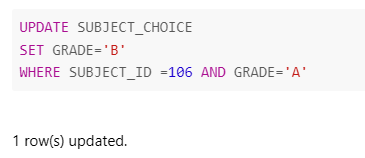 UPDATE SUBJECT_CHOICE
SET GRADE='B'
WHERE SUBJECT_ID =106 AND GRADE='A'
1 row(s) updated.